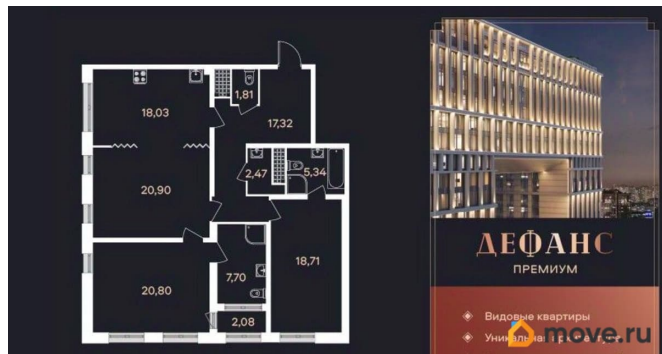 18,03
1,81
17,32
2,47
5,34
20,90
7,70
18,71
20,80
2,08
ДЕФАНС
ПРЕМИУМ
Видовые квартиры
move.ru